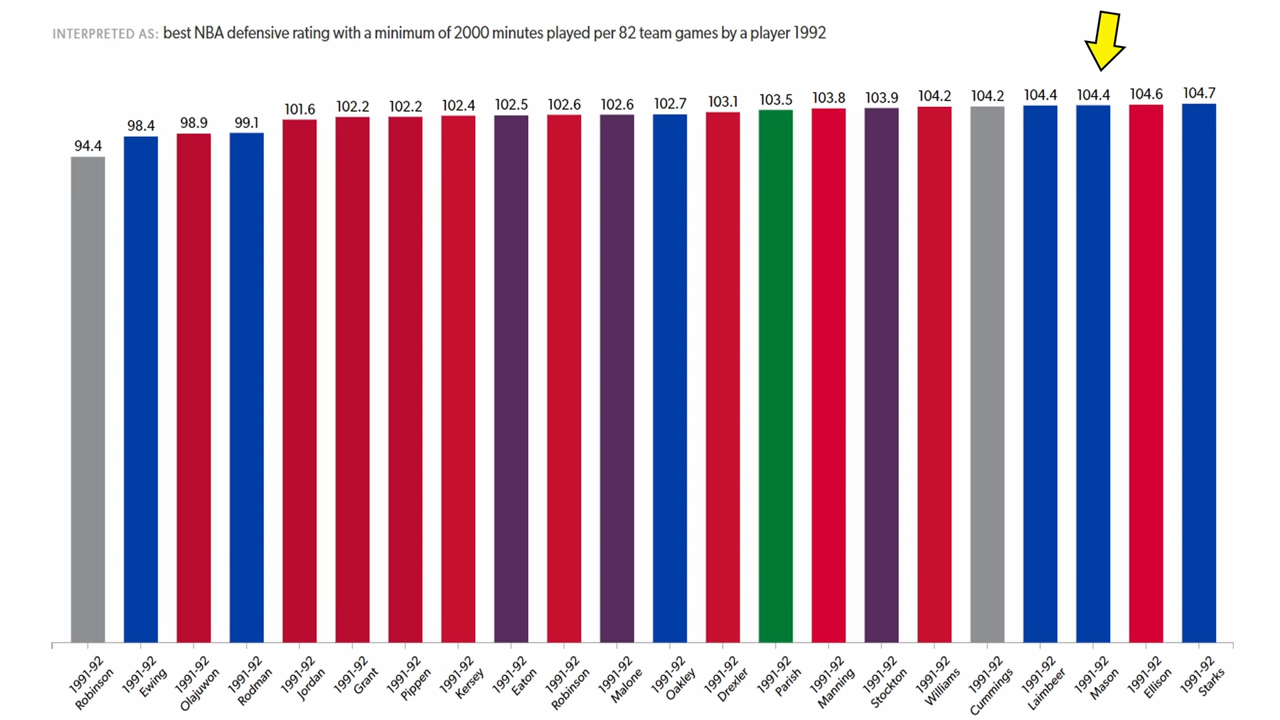 INTERPRETED AS: best NBA defensive rating with a minimum of 2000 minutes played per 82 team games by a player 1992
94.4
98.4
98.9
99.1
101.6
102.2
102.2
102.4
102.5
102.6
102.6
102.7
103.1
103.5
103.8
103.9
104.2
104.2
104.4
104.4
104.6
104.7
1991-92
Robinson
1991-92
Ewing
1991-92
Olajuwon
1991-92
Rodman
1991-92
Jordan
1991-92
Grant
1991-92
Pippen
1991-92
Kersey
1991-92
Eaton
1991-92
Robinson
1991-92
Malone
1991-92
Oakley
1991-92
Drexler
1991-92
Parish
1991-92
Manning
1991-92
Stockton
1991-92
Williams
1991-92
Cummings
1991-92
Laimbeer
1991-92
Mason
1991-92
Ellison
1991-92
Starks